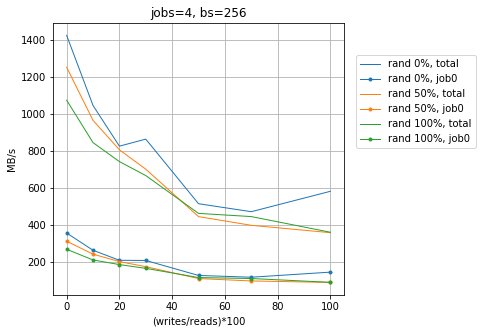 jobs=4, bs=256
1400
1200
1000
800
600
400
200
MB/s
0
20
40
60
80
100
(writes/reads)*100
rand 0%, total
rand 0%, job0
rand 50%, total
rand 50%, job0
rand 100%, total
rand 100%, job0